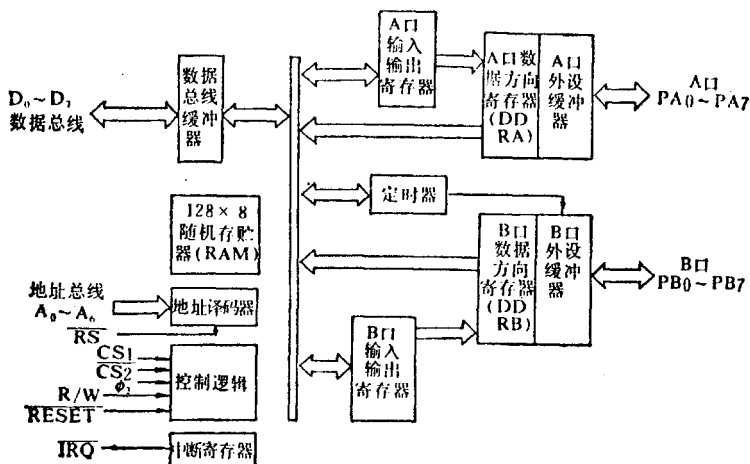 D₀~D₇
数据总线
数据
总线
缓冲
器
A口
输入
输出
寄存器
A口数
据方向
寄存器
(DD
RA)
A口
外设
缓冲
器
A口
PA0~PA7
定时器
128×8
随机存贮
器(RAM)
B口
数据
方向
寄存器
(DD
RB)
B口
外设
缓冲
器
B口
PB0~PB7
地址总线
A₀~A₆
地址译码器
RS
CS1
CS2
ϕ₂
R/W
RESET
控制逻辑
B口
输入
输出
寄存器
IRQ
中断寄存器